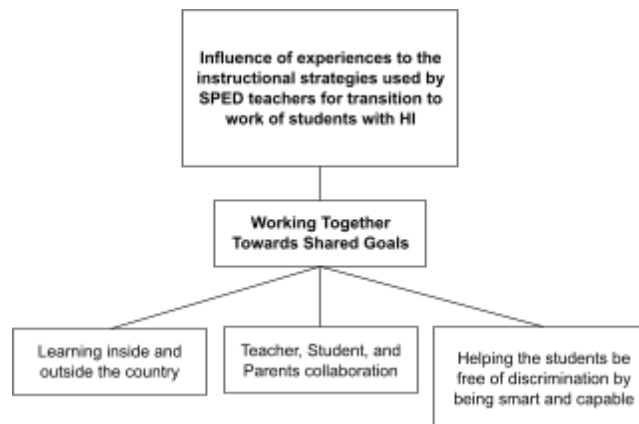 Influence of experiences to the
instructional strategies used by
SPED teachers for transition to
work of students with HI
Working Together
Towards Shared Goals
Learning inside and
outside the country
Teacher, Student, and
Parents collaboration
Helping the students be
free of discrimination by
being smart and capable